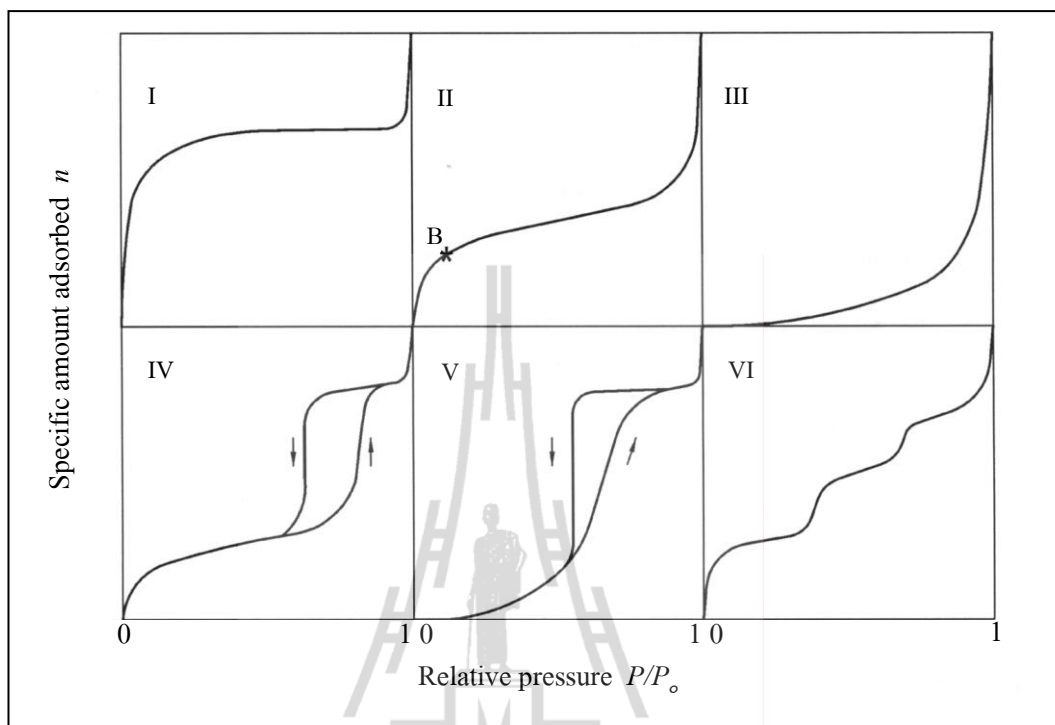 Specific amount adsorbed n
I
II
III
B
*
IV
V
VI
0
1 0
1 0
1
Relative pressure P/Po